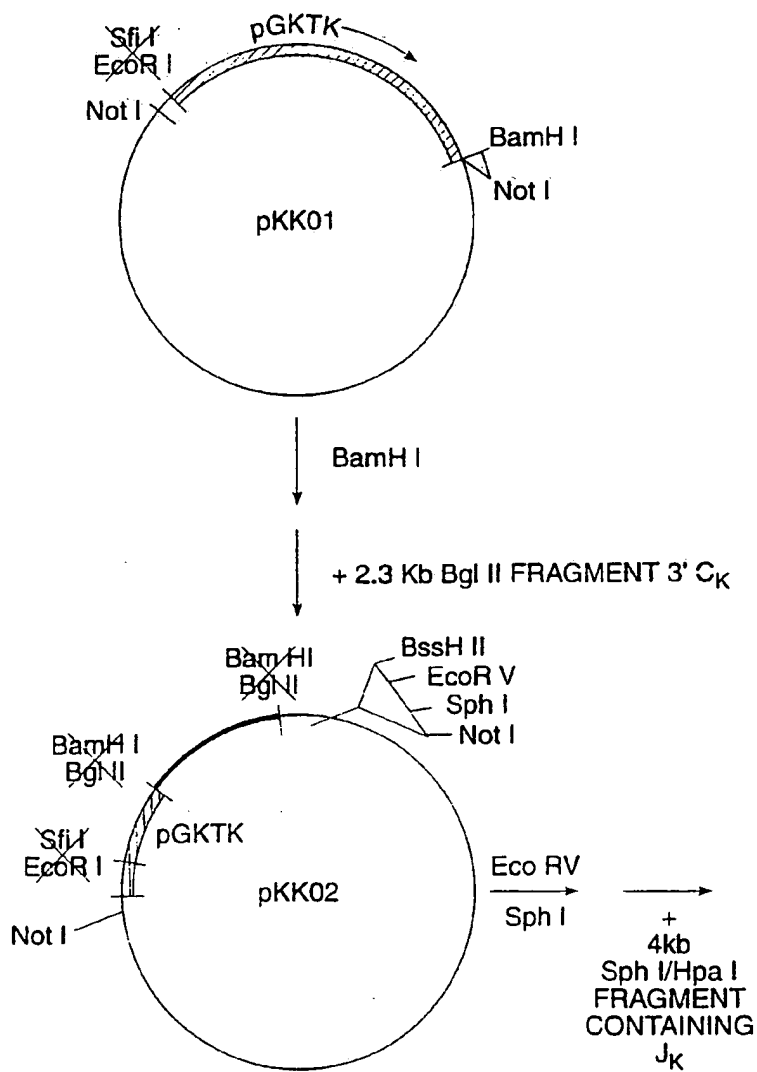 pGKTK
Sfi I
EcoR I
Not I
BamH I
Not I
pKK01
BamH I
+ 2.3 Kb Bgl II FRAGMENT 3' CK
Bam HI
Bgl II
BssH II
EcoR V
Sph I
Not I
BamH I
Bgl II
pGKTK
Sfi I
EcoR I
Not I
pKK02
Eco RV
Sph I
+
4kb
Sph I/Hpa I
FRAGMENT
CONTAINING
JK